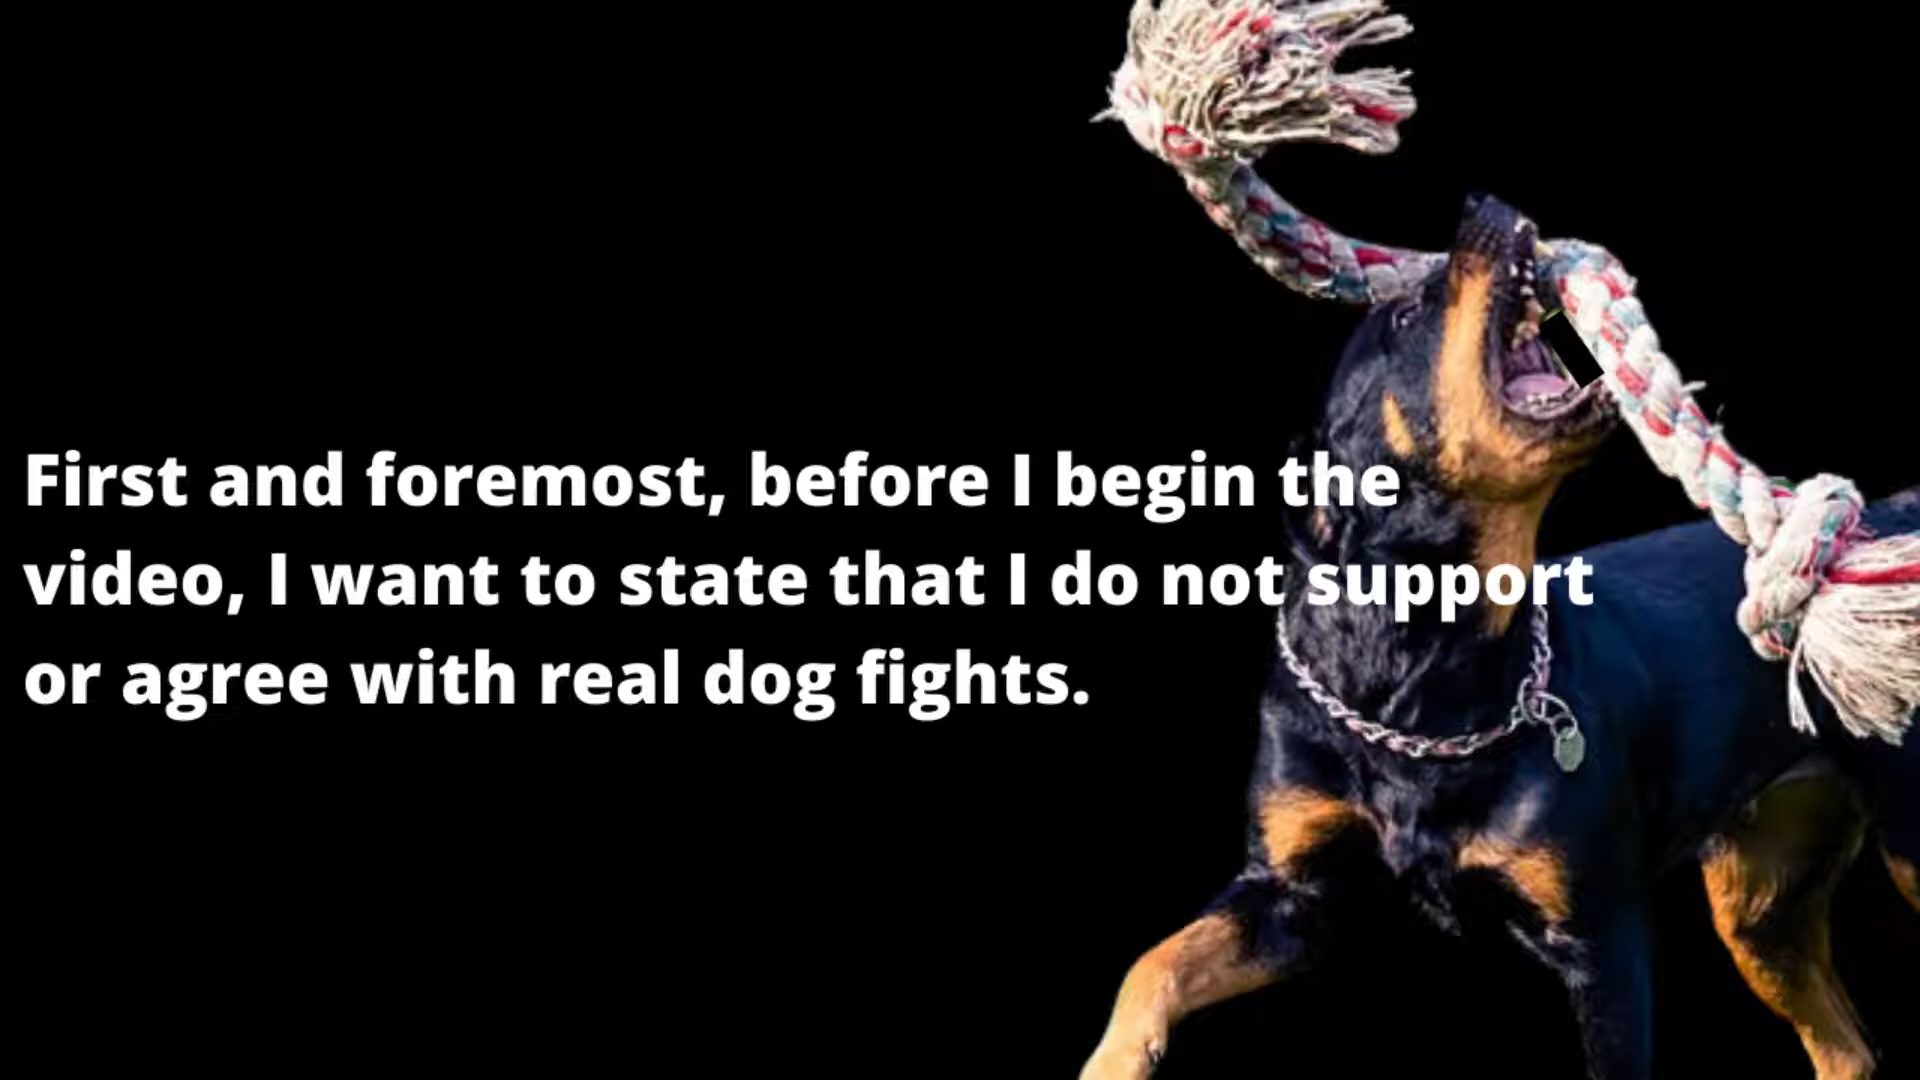 First and foremost, before I begin the
video, I want to state that I do not support
or agree with real dog fights.